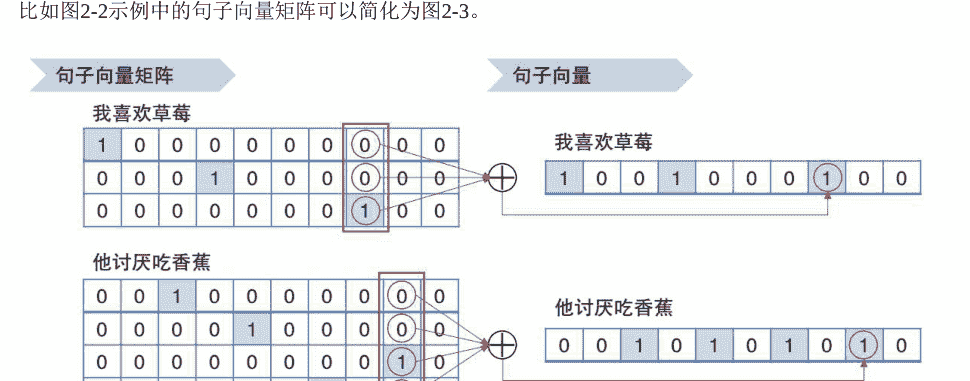 比如图2-2示例中的句子向量矩阵可以简化为图2-3。
句子向量矩阵
句子向量
我喜欢草莓
1 0 0 0 0 0 0 0 0 0
0 0 0 1 0 0 0 0 0 0
0 0 0 0 0 0 0 1 0 0
我喜欢草莓
1 0 0 1 0 0 0 1 0 0
他讨厌吃香蕉
0 0 1 0 0 0 0 0 0 0
0 0 0 0 1 0 0 0 0 0
0 0 0 0 0 0 0 0 1 0
他讨厌吃香蕉
0 0 1 0 1 0 1 0 1 0